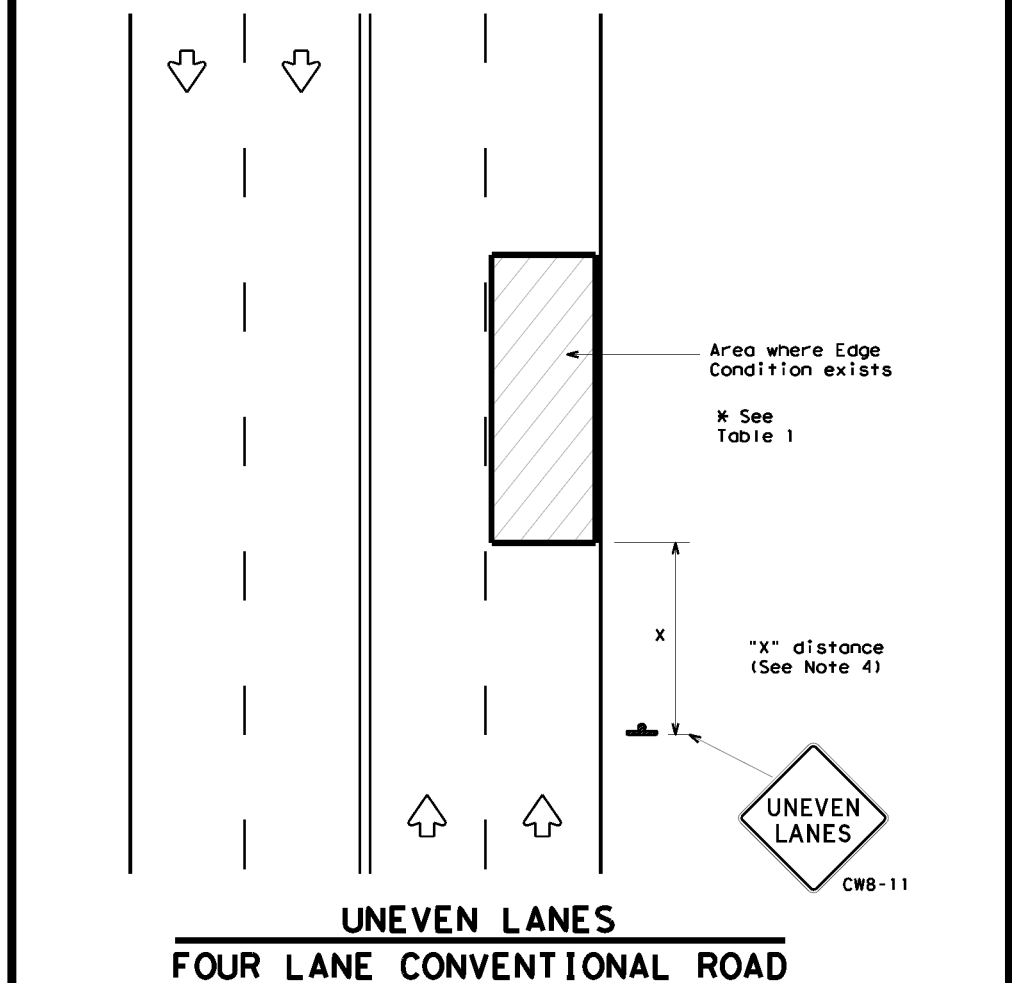 Area where Edge
Condition exists
* See
Table 1
X
"X" distance
(See Note 4)
UNEVEN
LANES
CW8-11
UNEVEN LANES
FOUR LANE CONVENTIONAL ROAD